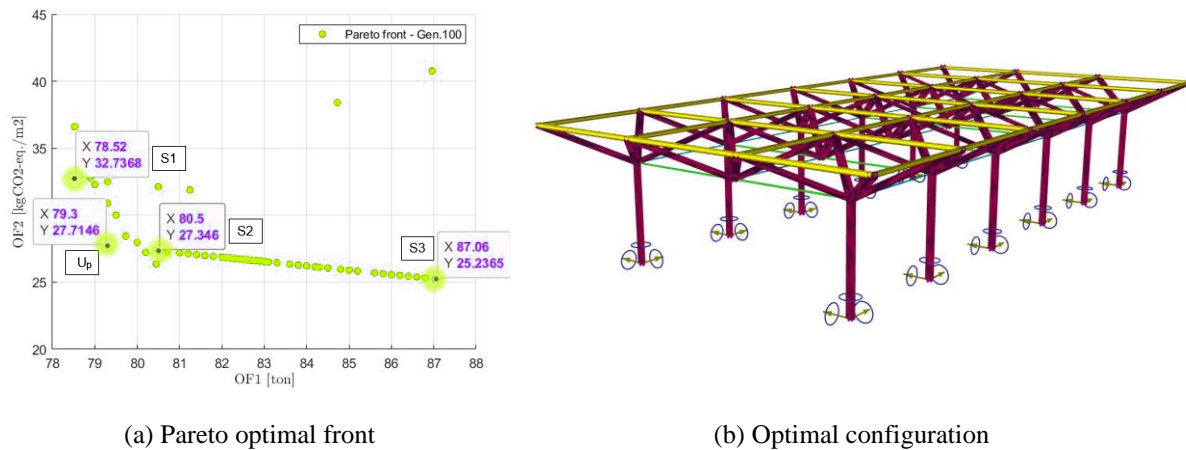 Pareto front - Gen.100
45
40
35
30
25
20
OF2 [kgCO2-eq./m2]
X 78.52
Y 32.7368
S1
X 79.3
Y 27.7146
Up
X 80.5
Y 27.346
S2
S3
X 87.06
Y 25.2365
78 79 80 81 82 83 84 85 86 87 88
OF1 [ton]
(a) Pareto optimal front
(b) Optimal configuration